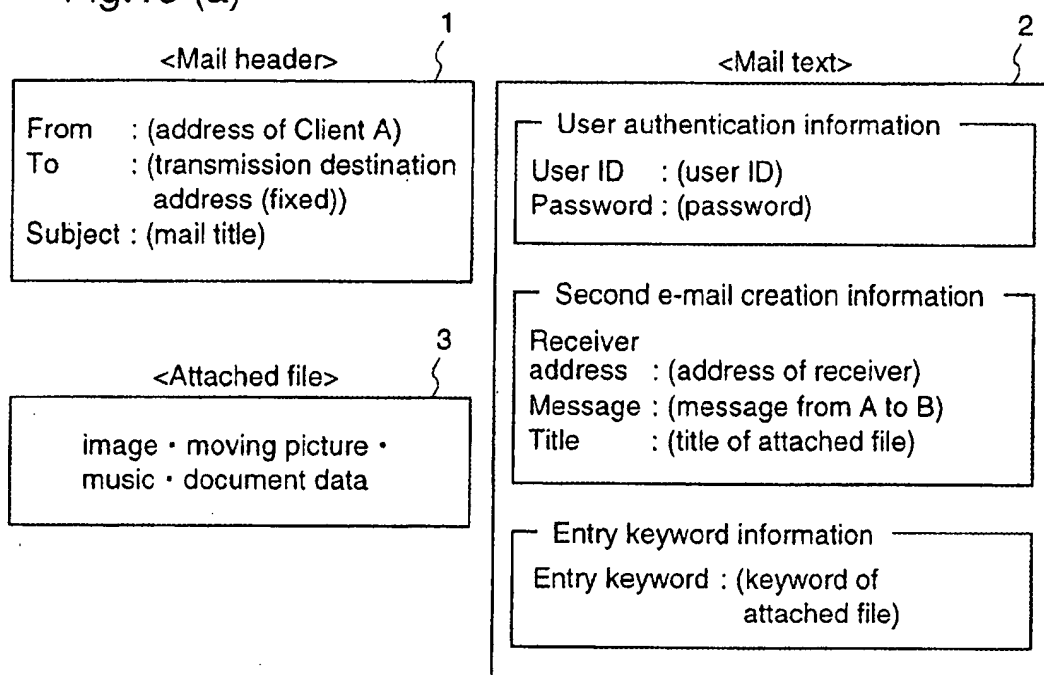 1
<Mail header>
From : (address of Client A)
To : (transmission destination
address (fixed))
Subject : (mail title)
3
<Attached file>
image・moving picture・
music・document data
2
<Mail text>
User authentication information
User ID : (user ID)
Password : (password)
Second e-mail creation information
Receiver
address : (address of receiver)
Message : (message from A to B)
Title : (title of attached file)
Entry keyword information
Entry keyword : (keyword of
attached file)